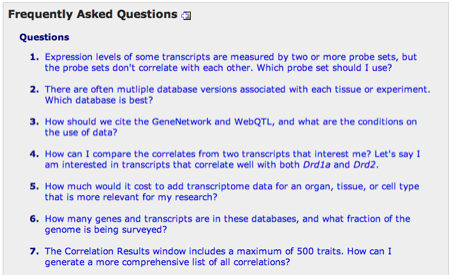 Frequently Asked Questions
Questions
1. Expression levels of some transcripts are measured by two or more probe sets, but
the probe sets don't correlate with each other. Which probe set should I use?
2. There are often mutliple database versions associated with each tissue or experiment.
Which database is best?
3. How should we cite the GeneNetwork and WebQTL, and what are the conditions on
the use of data?
4. How can I compare the correlates from two transcripts that interest me? Let's say I
am interested in transcripts that correlate well with both Drd1a and Drd2.
5. How much would it cost to add transcriptome data for an organ, tissue, or cell type
that is more relevant for my research?
6. How many genes and transcripts are in these databases, and what fraction of the
genome is being surveyed?
7. The Correlation Results window includes a maximum of 500 traits. How can I
generate a more comprehensive list of all correlations?